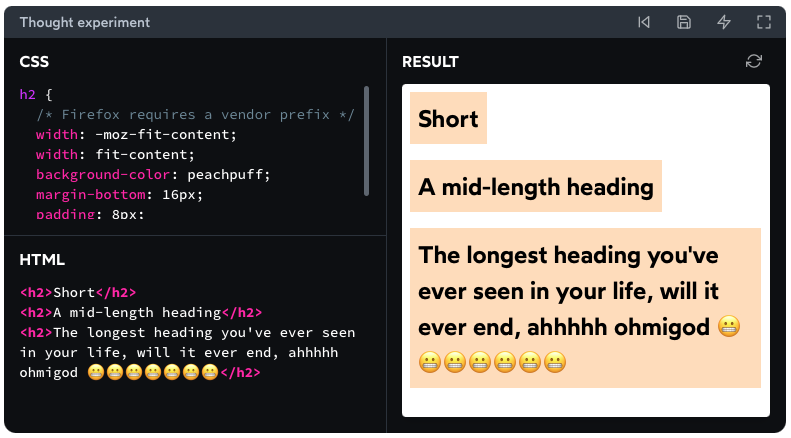 Thought experiment
CSS
h2 {
/* Firefox requires a vendor prefix */
width: -moz-fit-content;
width: fit-content;
background-color: peachpuff;
margin-bottom: 16px;
padding: 8px;
HTML
<h2>Short</h2>
<h2>A mid-length heading</h2>
<h2>The longest heading you've ever seen
in your life, will it ever end, ahhhhh
ohmigod 😬😬😬😬😬😬😬</h2>
RESULT
Short
A mid-length heading
The longest heading you've
ever seen in your life, will it
ever end, ahhhhh ohmigod 😬
😬😬😬😬😬😬